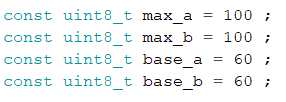 const uint8_t max_a = 100 ;
const uint8_t max_b = 100 ;
const uint8_t base_a = 60 ;
const uint8_t base_b = 60 ;